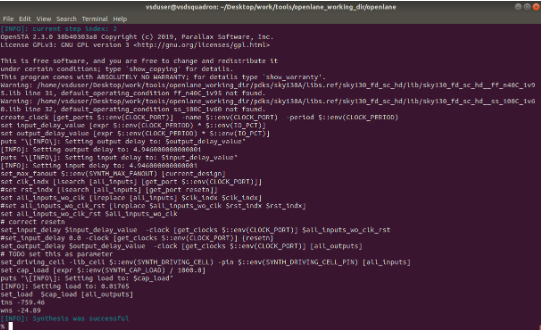 vsduser@vsdsquadron: ~/Desktop/work/tools/openlane_working_dir/openlane
File Edit View Search Terminal Help
[INFO]: current step index: 2
OpenSTA 2.3.0 38b40303a8 Copyright (c) 2019, Parallax Software, Inc.
License GPLv3: GNU GPL version 3 <http://gnu.org/licenses/gpl.html>
This is free software, and you are free to change and redistribute it
under certain conditions; type `show_copying' for details.
This program comes with ABSOLUTELY NO WARRANTY; for details type `show_warranty'.
Warning: /home/vsduser/Desktop/work/tools/openlane_working_dir/pdks/sky130A/libs.ref/sky130_fd_sc_hd/lib/sky130_fd_sc_hd__ff_n40C_1v9
5.lib line 31, default_operating_condition ff_n40C_1v95 not found.
Warning: /home/vsduser/Desktop/work/tools/openlane_working_dir/pdks/sky130A/libs.ref/sky130_fd_sc_hd/lib/sky130_fd_sc_hd__ss_100C_1v6
0.lib line 32, default_operating_condition ss_100C_1v60 not found.
create_clock [get_ports $::env(CLOCK_PORT)] -name $::env(CLOCK_PORT) -period $::env(CLOCK_PERIOD)
set input_delay_value [expr $::env(CLOCK_PERIOD) * $::env(IO_PCT)]
set output_delay_value [expr $::env(CLOCK_PERIOD) * $::env(IO_PCT)]
puts "\[INFO\]: Setting output delay to: $output_delay_value"
[INFO]: Setting output delay to: 4.946000000000001
puts "\[INFO\]: Setting input delay to: $input_delay_value"
[INFO]: Setting input delay to: 4.946000000000001
set_max_fanout $::env(SYNTH_MAX_FANOUT) [current_design]
set clk_indx [lsearch [all_inputs] [get_port $::env(CLOCK_PORT)]]
#set rst_indx [lsearch [all_inputs] [get_port resetn]]
set all_inputs_wo_clk [lreplace [all_inputs] $clk_indx $clk_indx]
#set all_inputs_wo_clk_rst [lreplace $all_inputs_wo_clk $rst_indx $rst_indx]
set all_inputs_wo_clk_rst $all_inputs_wo_clk
# correct resetn
set_input_delay $input_delay_value -clock [get_clocks $::env(CLOCK_PORT)] $all_inputs_wo_clk_rst
#set_input_delay 0.0 -clock [get_clocks $::env(CLOCK_PORT)] {resetn}
set_output_delay $output_delay_value -clock [get_clocks $::env(CLOCK_PORT)] [all_outputs]
# TODO set this as parameter
set_driving_cell -lib_cell $::env(SYNTH_DRIVING_CELL) -pin $::env(SYNTH_DRIVING_CELL_PIN) [all_inputs]
set cap_load [expr $::env(SYNTH_CAP_LOAD) / 1000.0]
puts "\[INFO\]: Setting load to: $cap_load"
[INFO]: Setting load to: 0.01765
set_load $cap_load [all_outputs]
tns -759.46
wns -24.89
[INFO]: Synthesis was successful
%